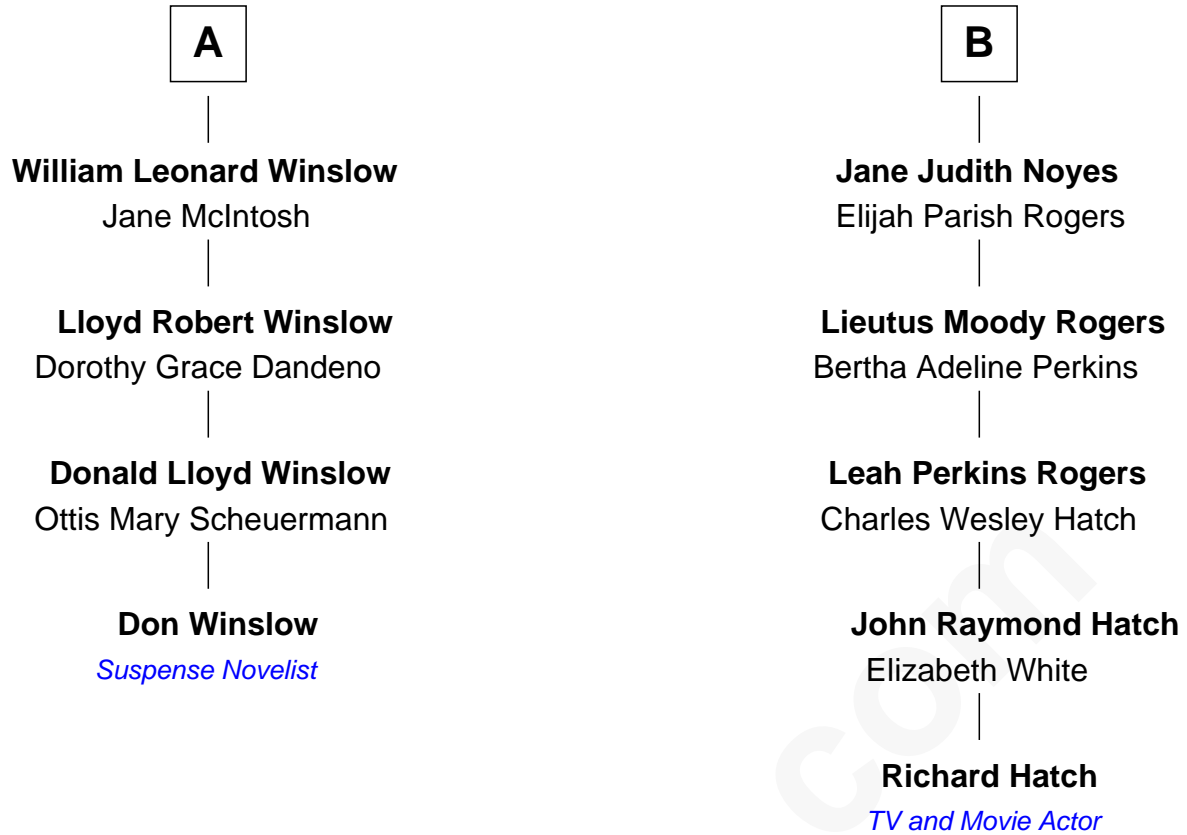 A
William Leonard Winslow
Jane McIntosh
Lloyd Robert Winslow
Dorothy Grace Dandeno
Donald Lloyd Winslow
Ottis Mary Scheuermann
Don Winslow
Suspense Novelist
B
Jane Judith Noyes
Elijah Parish Rogers
Lieutus Moody Rogers
Bertha Adeline Perkins
Leah Perkins Rogers
Charles Wesley Hatch
John Raymond Hatch
Elizabeth White
Richard Hatch
TV and Movie Actor
com